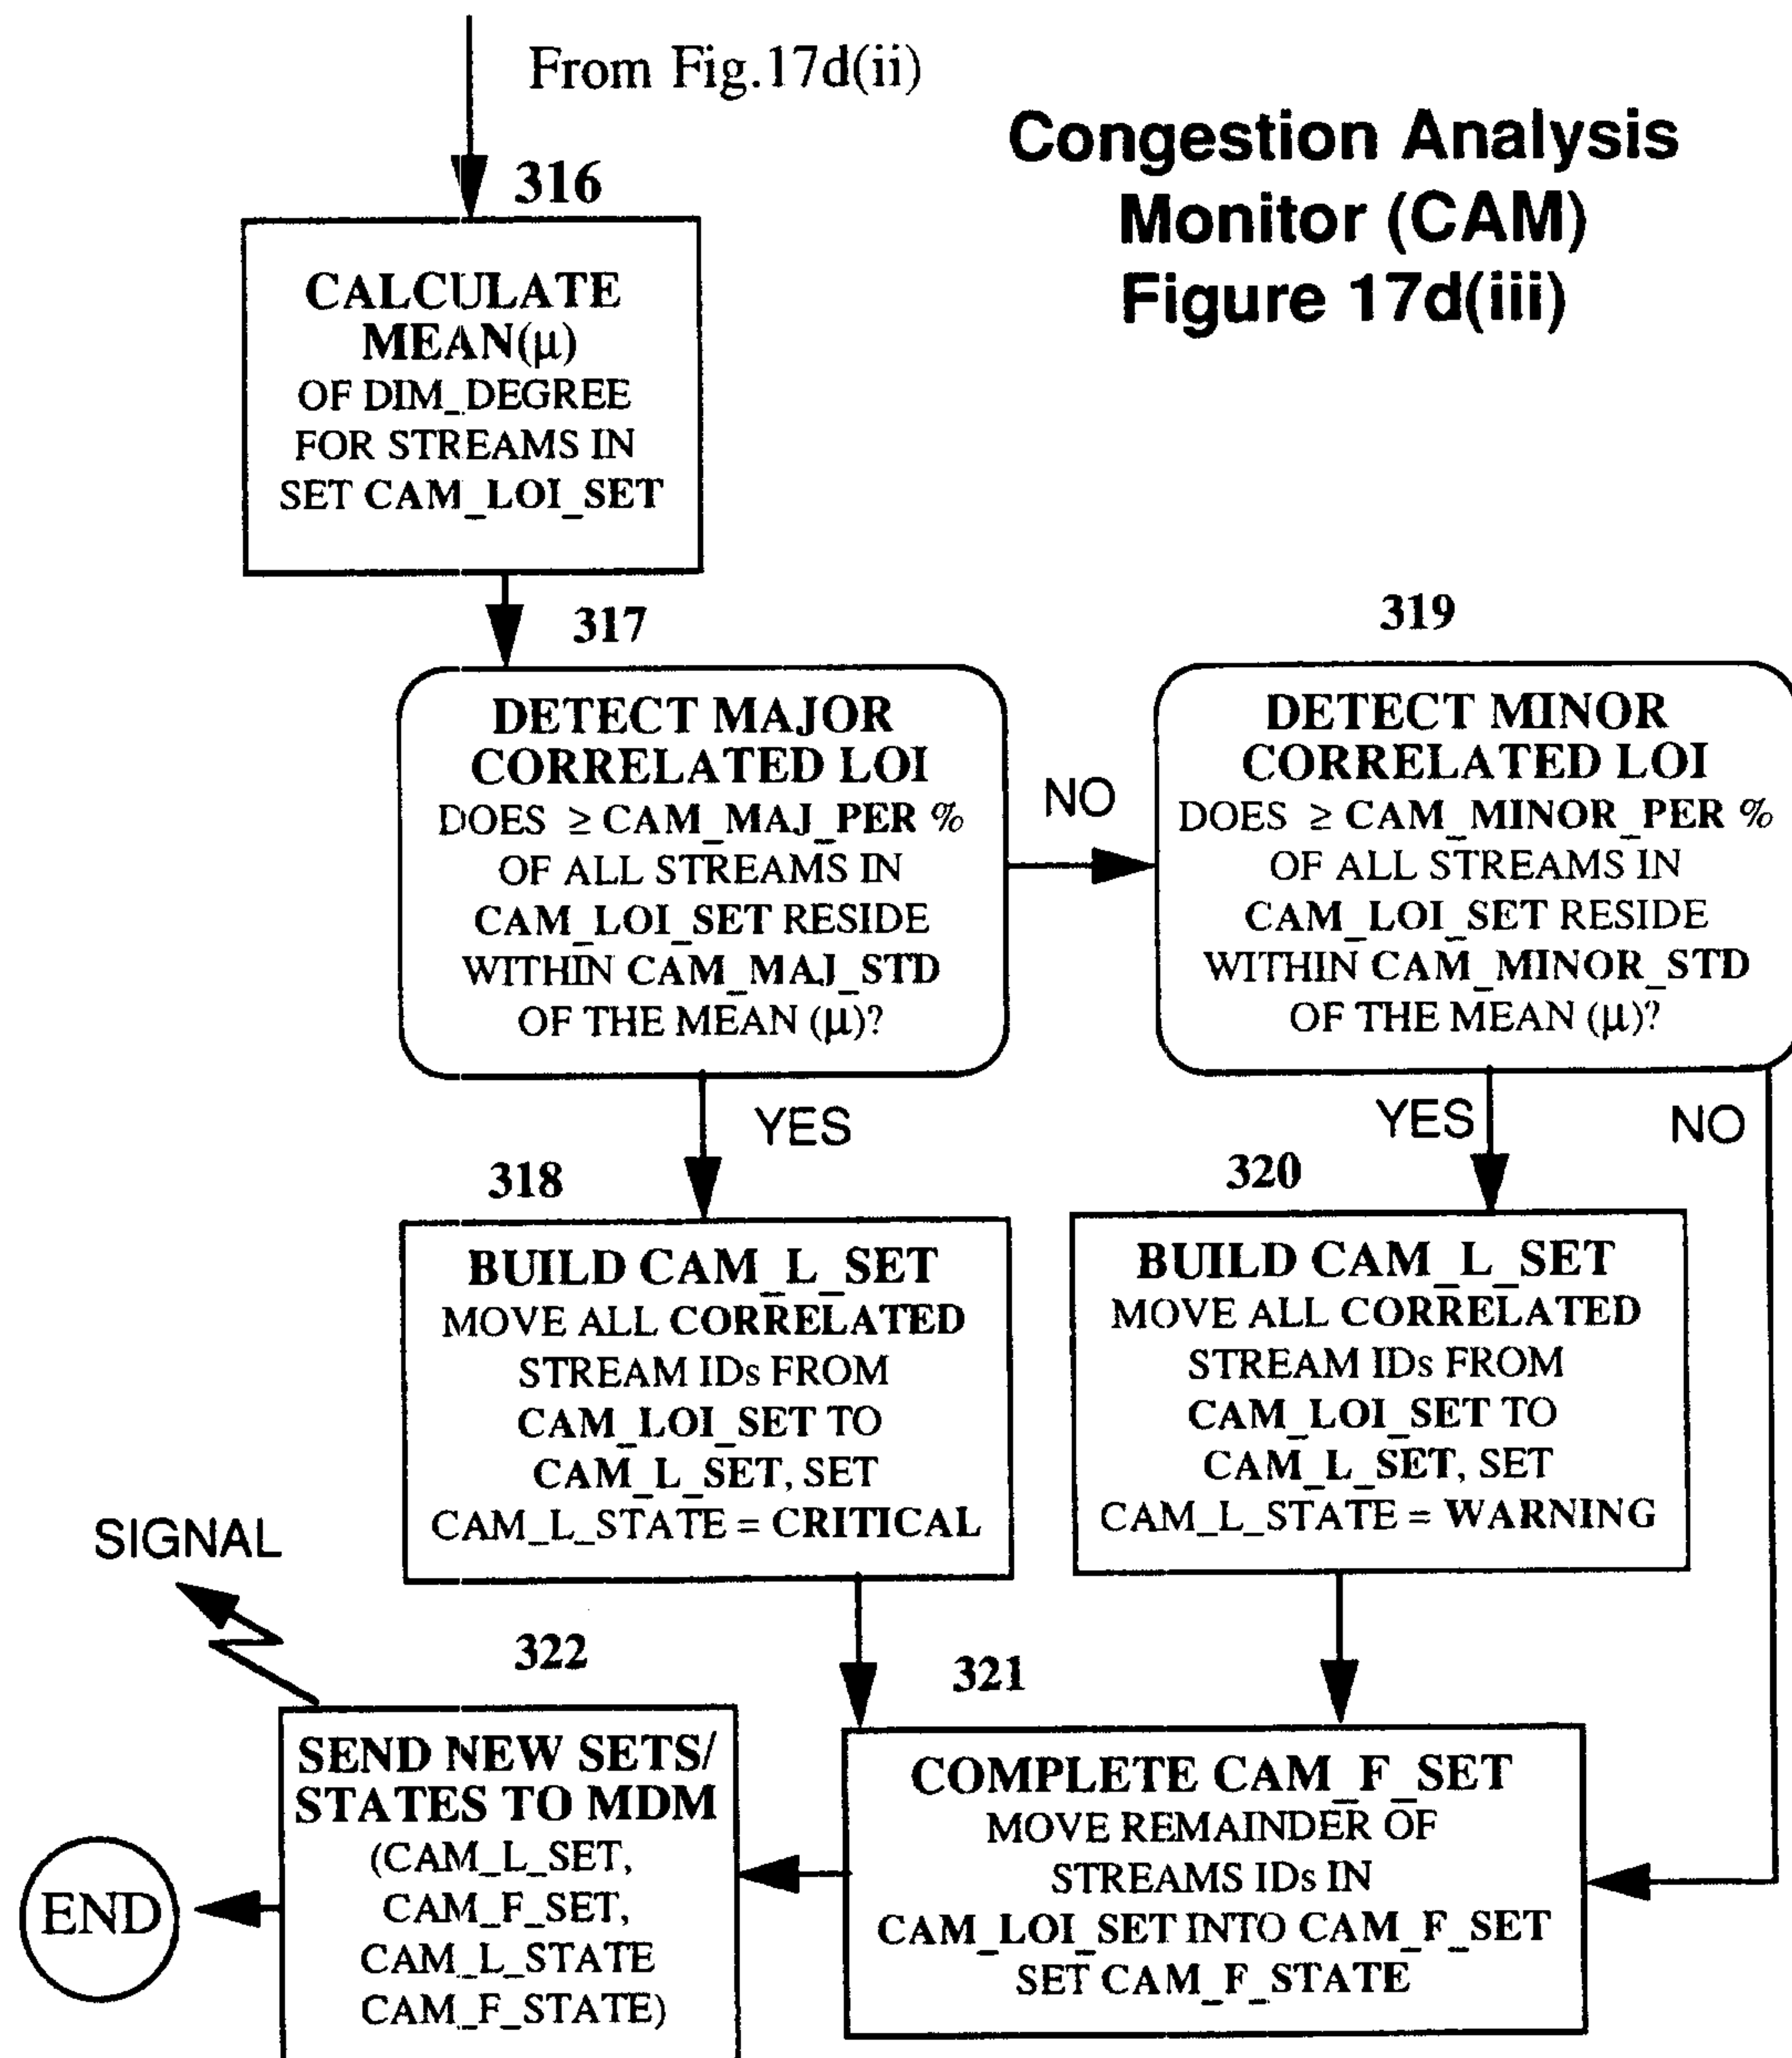 From Fig.17d(ii)
Congestion Analysis
Monitor (CAM)
Figure 17d(iii)
316
CALCULATE
MEAN(µ)
OF DIM_DEGREE
FOR STREAMS IN
SET CAM_LOI_SET
317
DETECT MAJOR
CORRELATED LOI
DOES ≥ CAM_MAJ_PER %
OF ALL STREAMS IN
CAM_LOI_SET RESIDE
WITHIN CAM_MAJ_STD
OF THE MEAN (µ)?
NO
319
DETECT MINOR
CORRELATED LOI
DOES ≥ CAM_MINOR_PER %
OF ALL STREAMS IN
CAM_LOI_SET RESIDE
WITHIN CAM_MINOR_STD
OF THE MEAN (µ)?
YES
YES
NO
318
BUILD CAM_L_SET
MOVE ALL CORRELATED
STREAM IDs FROM
CAM_LOI_SET TO
CAM_L_SET, SET
CAM_L_STATE = CRITICAL
320
BUILD CAM_L_SET
MOVE ALL CORRELATED
STREAM IDs FROM
CAM_LOI_SET TO
CAM_L_SET, SET
CAM_L_STATE = WARNING
SIGNAL
322
SEND NEW SETS/
STATES TO MDM
(CAM_L_SET,
CAM_F_SET,
CAM_L_STATE
CAM_F_STATE)
321
COMPLETE CAM_F_SET
MOVE REMAINDER OF
STREAMS IDs IN
CAM_LOI_SET INTO CAM_F_SET
SET CAM_F_STATE
END